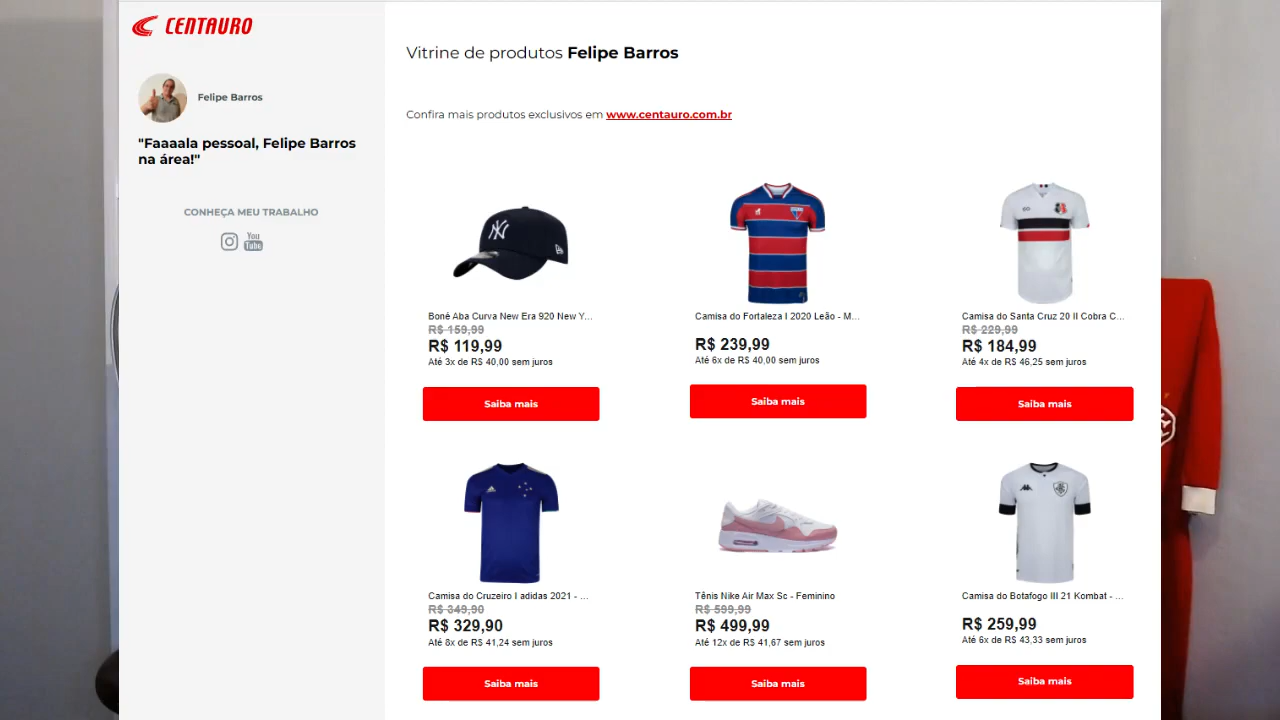 CENTAURO
Felipe Barros
"Faaaala pessoal, Felipe Barros
na área!"
CONHEÇA MEU TRABALHO
You
Tube
Vitrine de produtos Felipe Barros
Confira mais produtos exclusivos em www.centauro.com.br
Boné Aba Curva New Era 920 New Y...
R$ 159,99
R$ 119,99
Até 3x de R$ 40,00 sem juros
Saiba mais
Camisa do Fortaleza I 2020 Leão - M...
R$ 239,99
Até 6x de R$ 40,00 sem juros
Saiba mais
Camisa do Santa Cruz 20 II Cobra C...
R$ 229,99
R$ 184,99
Até 4x de R$ 46,25 sem juros
Saiba mais
Camisa do Cruzeiro I adidas 2021 - ...
R$ 349,90
R$ 329,90
Até 8x de R$ 41,24 sem juros
Saiba mais
Tênis Nike Air Max Sc - Feminino
R$ 599,99
R$ 499,99
Até 12x de R$ 41,67 sem juros
Saiba mais
Camisa do Botafogo III 21 Kombat - ...
R$ 259,99
Até 6x de R$ 43,33 sem juros
Saiba mais